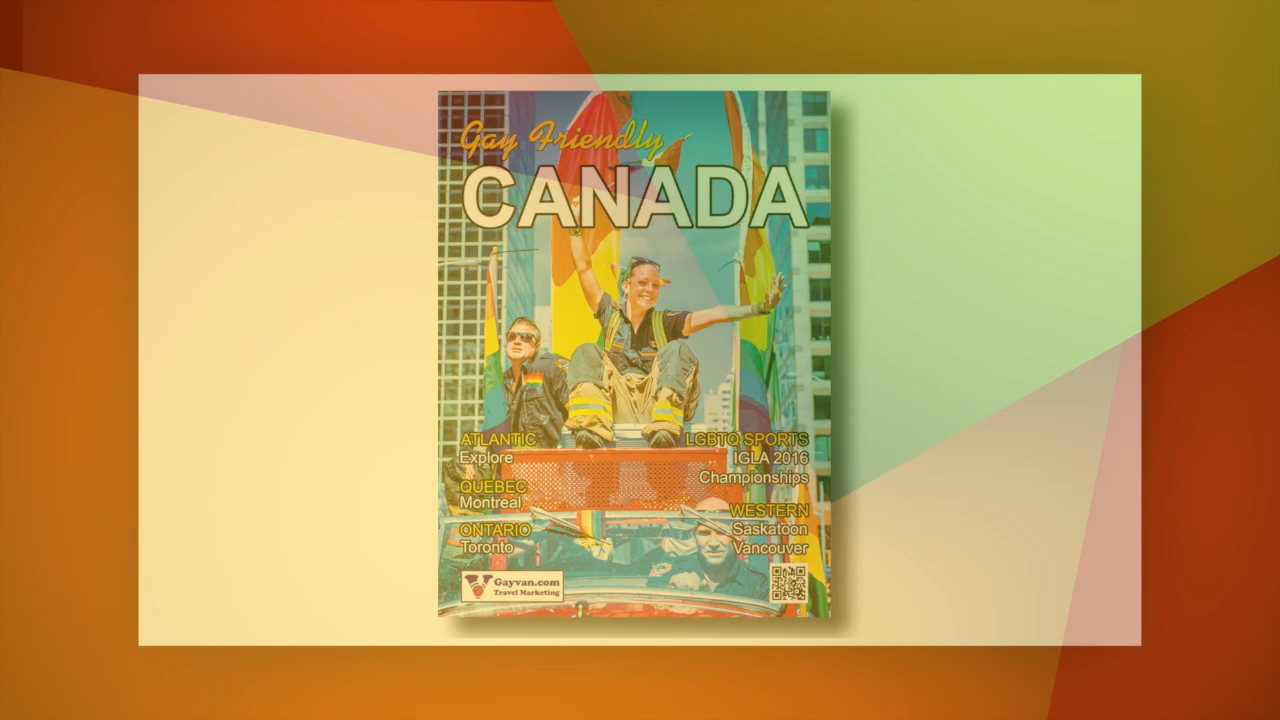 Gay Friendly
CANADA
ATLANTIC
Explore
QUEBEC
Montreal
ONTARIO
Toronto
LGBTQ SPORTS
IGLA 2016
Championships
WESTERN
Saskatoon
Vancouver
Gayvan.com
Travel Marketing